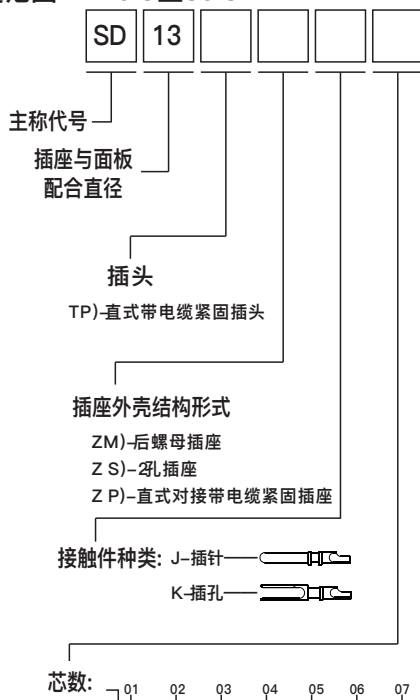 SD 13
主称代号
插座与面板
配合直径
插头
TP)-直式带电缆紧固插头
插座外壳结构形式
ZM)-后螺母插座
Z S)-2孔插座
Z P)-直式对接带电缆紧固插座
接触件种类: J-插针
K-插孔
芯数: 01 02 03 04 05 06 07